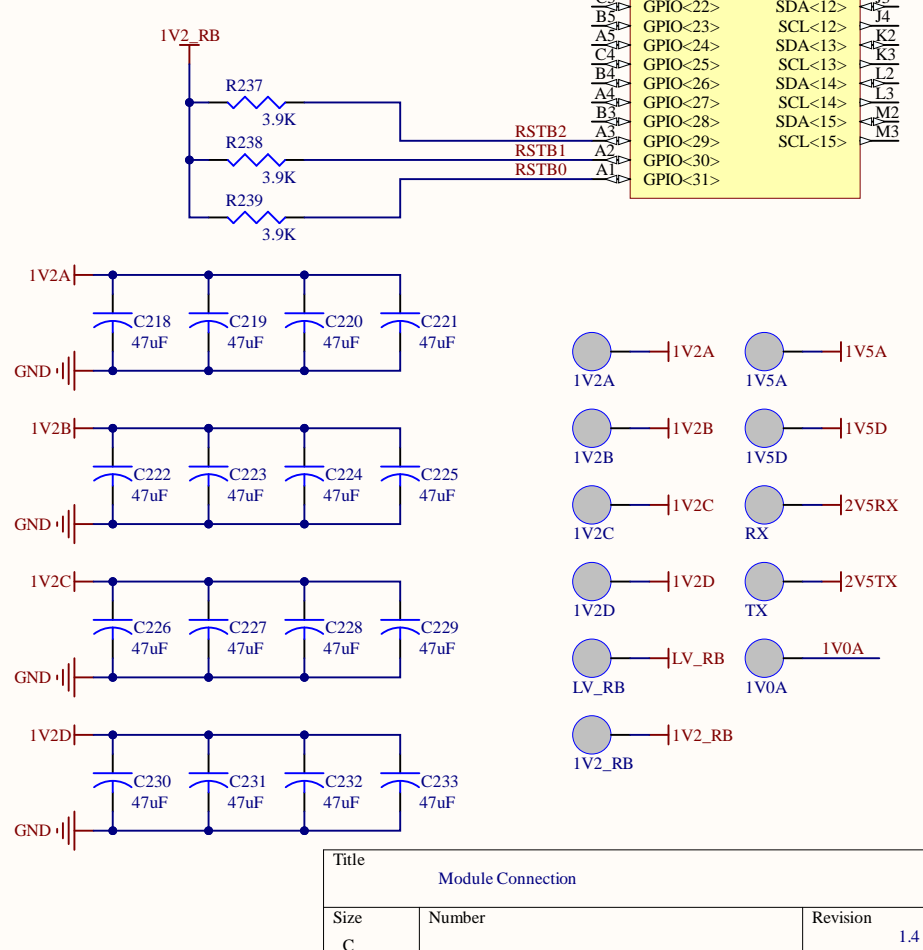 GPIO<22> SDA<12>
B5 GPIO<23> SCL<12> J4
A5 GPIO<24> SDA<13> K2
C4 GPIO<25> SCL<13> K3
B4 GPIO<26> SDA<14> L2
A4 GPIO<27> SCL<14> L3
B3 GPIO<28> SDA<15> M2
RSTB2 A3 GPIO<29> SCL<15> M3
RSTB1 A2 GPIO<30>
RSTB0 A1 GPIO<31>
1V2_RB
R237
3.9K
R238
3.9K
R239
3.9K
1V2A
C218 C219 C220 C221
47uF 47uF 47uF 47uF
GND
1V2B
C222 C223 C224 C225
47uF 47uF 47uF 47uF
GND
1V2C
C226 C227 C228 C229
47uF 47uF 47uF 47uF
GND
1V2D
C230 C231 C232 C233
47uF 47uF 47uF 47uF
GND
1V2A 1V5A
1V2A 1V5A
1V2B 1V5D
1V2B 1V5D
1V2C 2V5RX
1V2C RX
1V2D 2V5TX
1V2D TX
LV_RB 1V0A
LV_RB 1V0A
1V2_RB
1V2_RB
Title
Module Connection
Size Number Revision
C 1.4